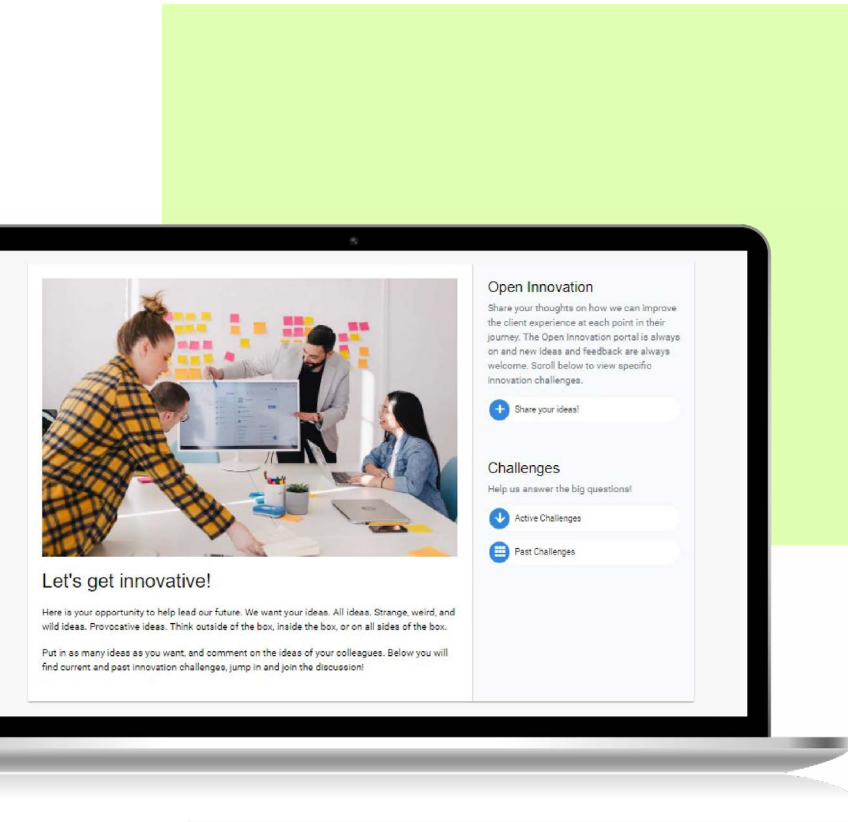 Let's get innovative!
Here is your opportunity to help lead our future. We want your ideas. All ideas. Strange, weird, and
wild ideas. Provocative ideas. Think outside of the box, inside the box, or on all sides of the box.
Put in as many ideas as you want, and comment on the ideas of your colleagues. Below you will
find current and past innovation challenges, jump in and join the discussion!
Open Innovation
Share your thoughts on how we can improve
the client experience at each point in their
journey. The Open Innovation portal is always
on and new ideas and feedback are always
welcome. Scroll below to view specific
innovation challenges.
Share your ideas!
Challenges
Help us answer the big questions!
Active Challenges
Past Challenges